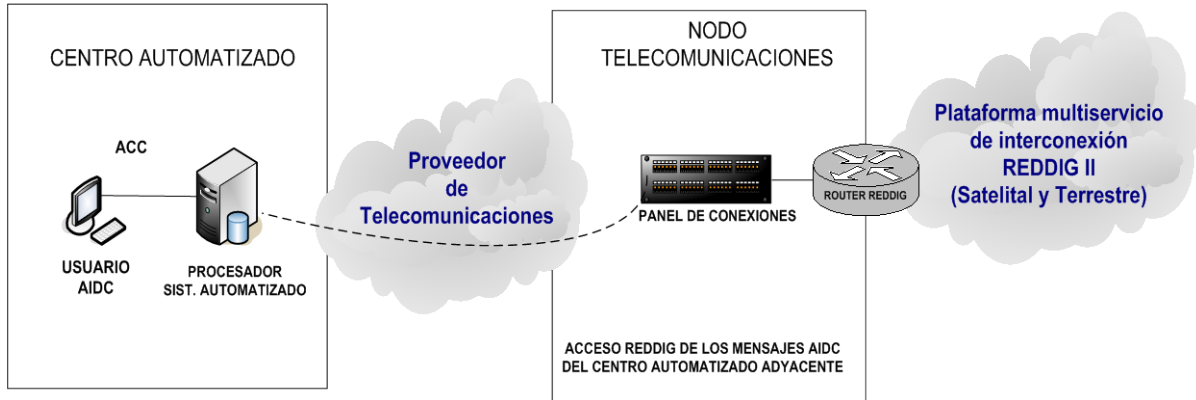 CENTRO AUTOMATIZADO
ACC
USUARIO
AIDC
PROCESADOR
SIST. AUTOMATIZADO
Proveedor
de
Telecomunicaciones
NODO
TELECOMUNICACIONES
PANEL DE CONEXIONES
ROUTER REDDIG
ACCESO REDDIG DE LOS MENSAJES AIDC
DEL CENTRO AUTOMATIZADO ADYACENTE
Plataforma multiservicio
de interconexión
REDDIG II
(Satelital y Terrestre)